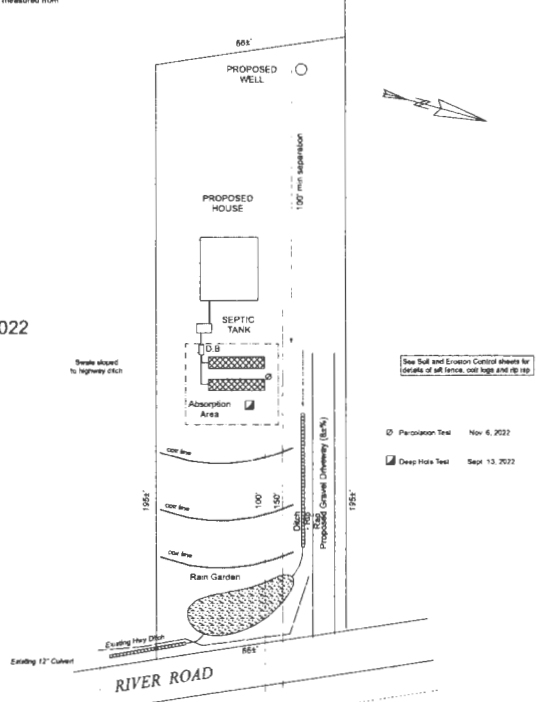 measured from
66±'
PROPOSED
WELL
100' min separation
PROPOSED
HOUSE
022
SEPTIC
TANK
D.B
Swale sloped
to highway ditch
See Soil and Erosion Control sheets for
details of silt fence, coir logs and rip rap
Absorption
Area
Percolation Test Nov 6, 2022
Deep Hole Test Sept 13, 2022
coir line
coir line
coir line
195±'
100'
150'
Ditch
Rip
Rap
Proposed Gravel Driveway (8±%)
195±'
Rain Garden
Existing Hwy Ditch
Existing 12" Culvert
66±'
RIVER ROAD